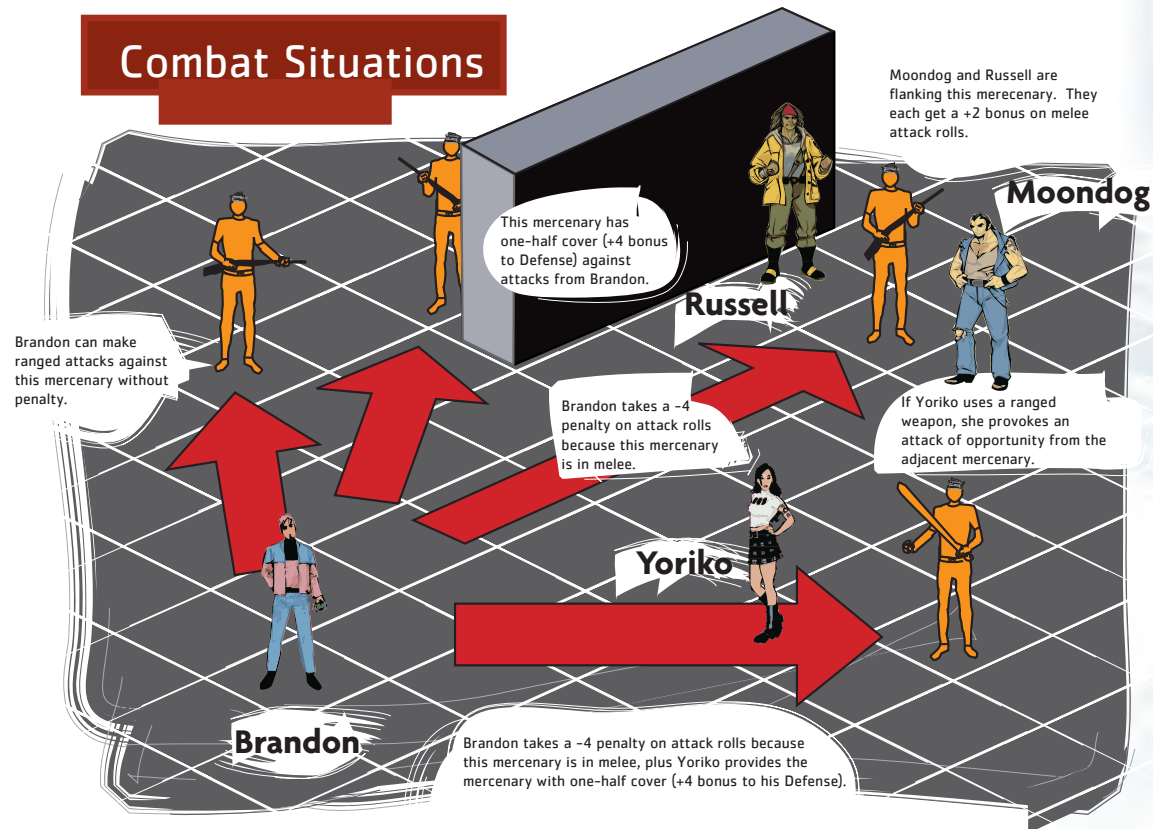 Combat Situations
Moondog and Russell are
flanking this merecenary. They
each get a +2 bonus on melee
attack rolls.
Moondog
This mercenary has
one-half cover (+4 bonus
to Defense) against
attacks from Brandon.
Russell
Brandon can make
ranged attacks against
this mercenary without
penalty.
Brandon takes a -4
penalty on attack rolls
because this mercenary
is in melee.
If Yoriko uses a ranged
weapon, she provokes an
attack of opportunity from the
adjacent mercenary.
Yoriko
Brandon
Brandon takes a -4 penalty on attack rolls because
this mercenary is in melee, plus Yoriko provides the
mercenary with one-half cover (+4 bonus to his Defense).